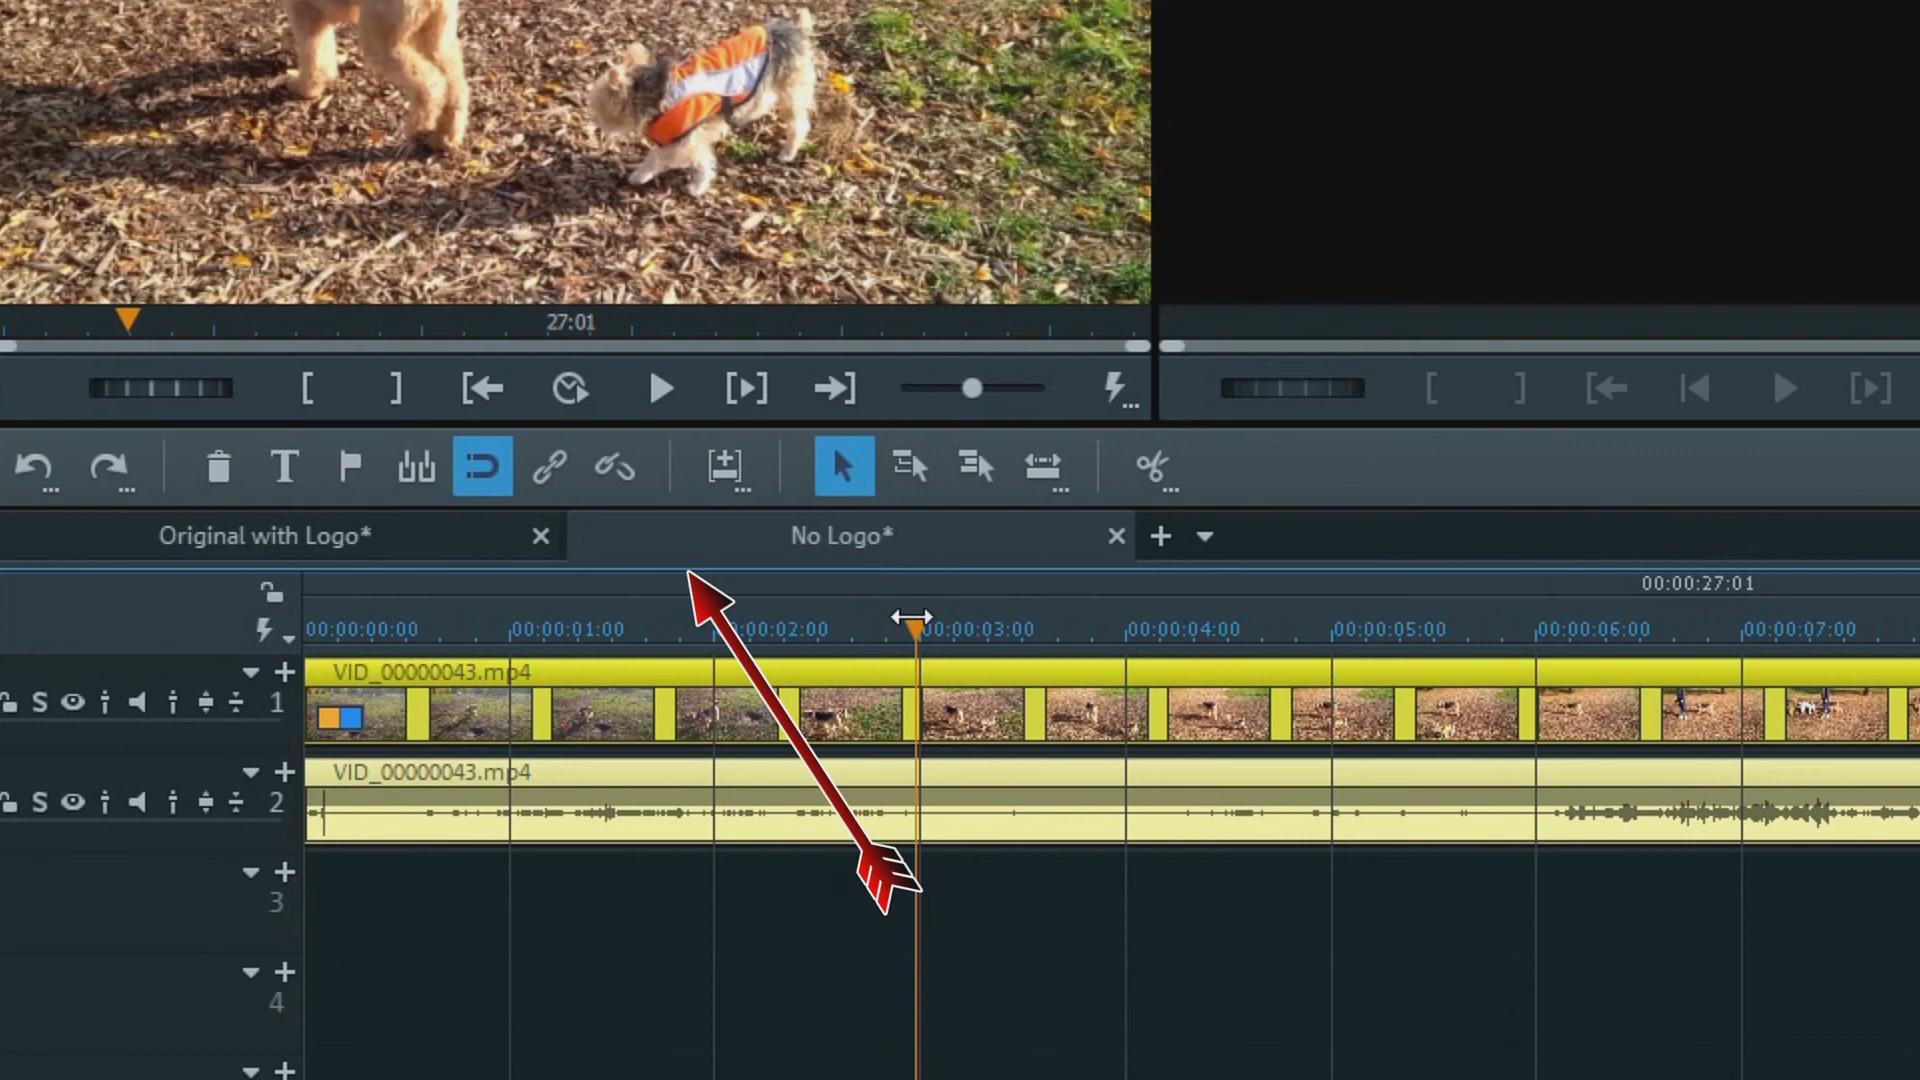 27:01
T
Original with Logo*
No Logo*
00:00:27:01
00:00:00:00 00:00:01:00 :00:02:00 00:00:03:00 00:00:04:00 00:00:05:00 00:00:06:00 00:00:07:00
VID_00000043.mp4
S 1
VID_00000043.mp4
S 2
3
4